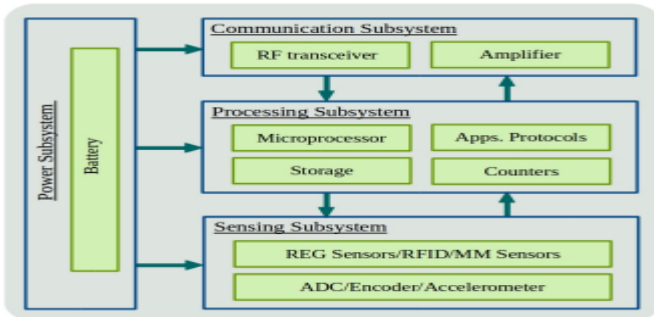 Power Subsystem
Battery
Communication Subsystem
RF transceiver
Amplifier
Processing Subsystem
Microprocessor
Apps. Protocols
Storage
Counters
Sensing Subsystem
REG Sensors/RFID/MM Sensors
ADC/Encoder/Accelerometer